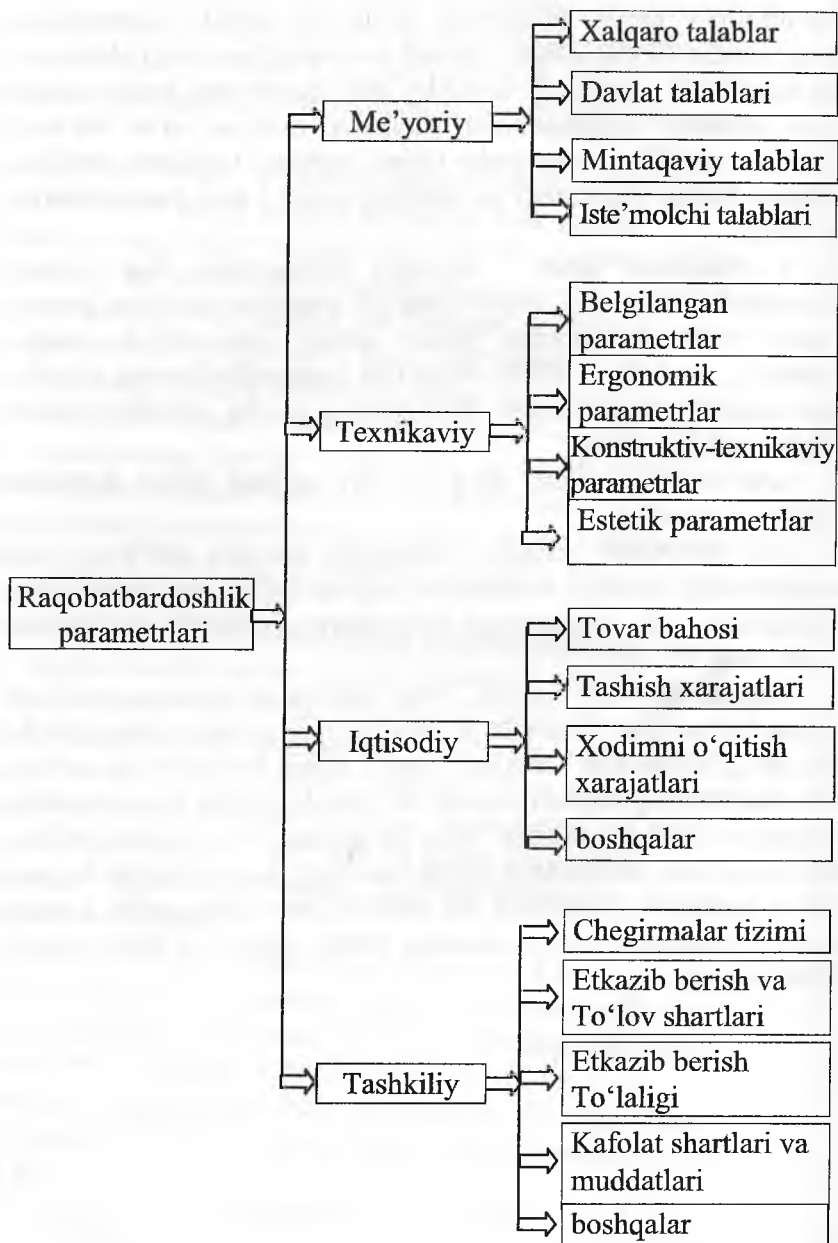 Raqobatbardoshlik
parametrlari
Me’yoriy
Xalqaro talablar
Davlat talablari
Mintaqaviy talablar
Iste’molchi talablari
Texnikaviy
Belgilangan
parametrlar
Ergonomik
parametrlar
Konstruktiv-texnikaviy
parametrlar
Estetik parametrlar
Iqtisodiy
Tovar bahosi
Tashish xarajatlari
Xodimni o‘qitish
xarajatlari
boshqalar
Tashkiliy
Chegirmalar tizimi
Etkazib berish va
To‘lov shartlari
Etkazib berish
To‘laligi
Kafolat shartlari va
muddatlari
boshqalar